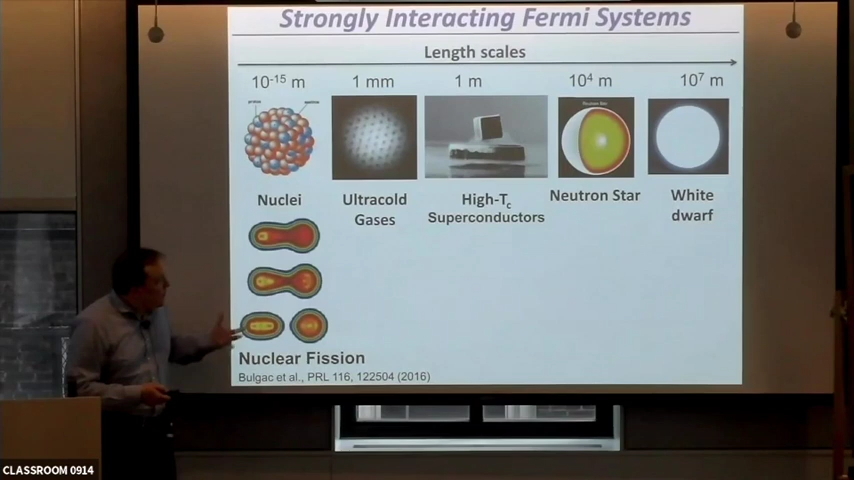 Strongly Interacting Fermi Systems
Length scales
10-15 m 1 mm 1 m 10⁴ m 10⁷ m
Nuclei Ultracold Gases High-Tc Superconductors Neutron Star White dwarf
Nuclear Fission
Bulgac et al., PRL 116, 122504 (2016)
CLASSROOM 0914